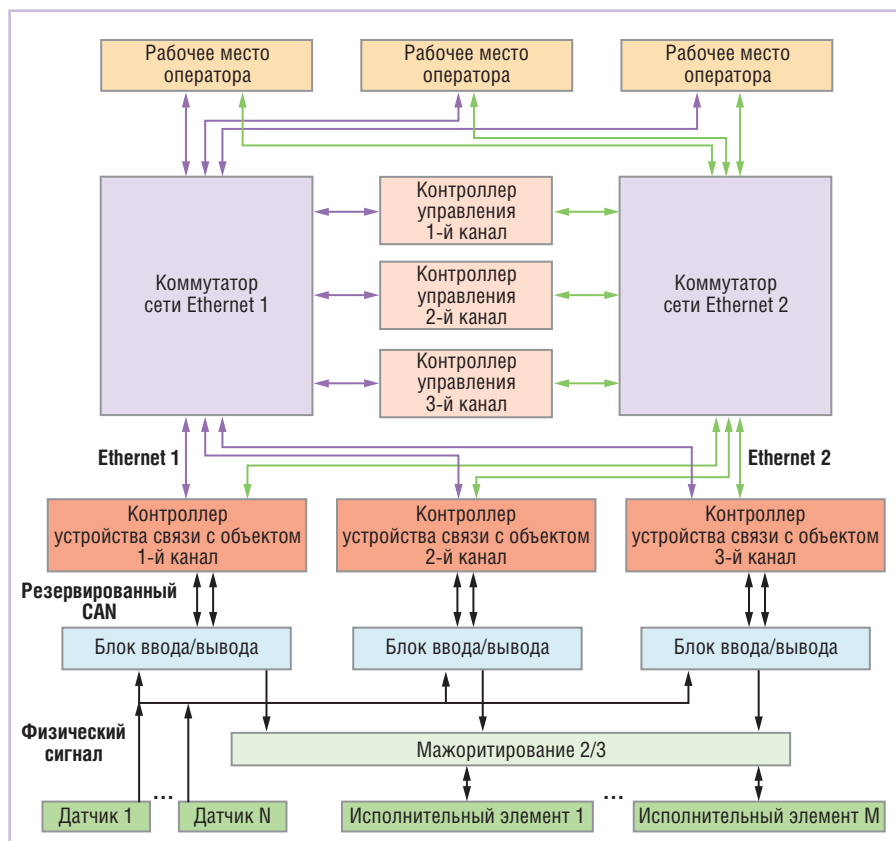 Рабочее место
оператора
Рабочее место
оператора
Рабочее место
оператора
Коммутатор
сети Ethernet 1
Контроллер
управления
1-й канал
Контроллер
управления
2-й канал
Контроллер
управления
3-й канал
Коммутатор
сети Ethernet 2
Ethernet 1
Ethernet 2
Контроллер
устройства связи с объектом
1-й канал
Контроллер
устройства связи с объектом
2-й канал
Контроллер
устройства связи с объектом
3-й канал
Резервированный
CAN
Блок ввода/вывода
Блок ввода/вывода
Блок ввода/вывода
Физический
сигнал
Мажоритирование 2/3
Датчик 1
...
Датчик N
Исполнительный элемент 1
...
Исполнительный элемент M